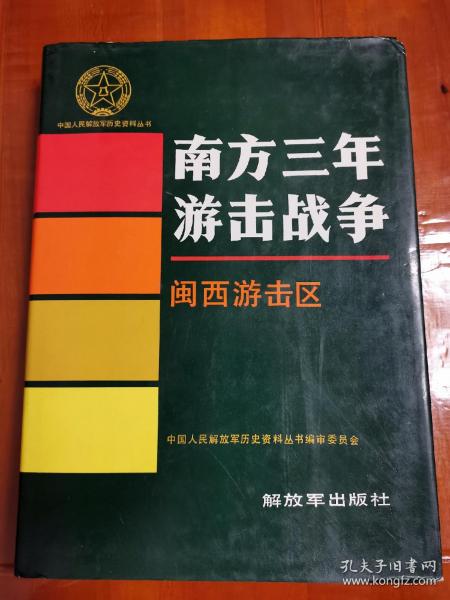 中国人民解放军历史资料丛书
南方三年
游击战争
闽西游击区
中国人民解放军历史资料丛书编审委员会
解放军出版社
孔夫子旧书网
www.kongfz.com